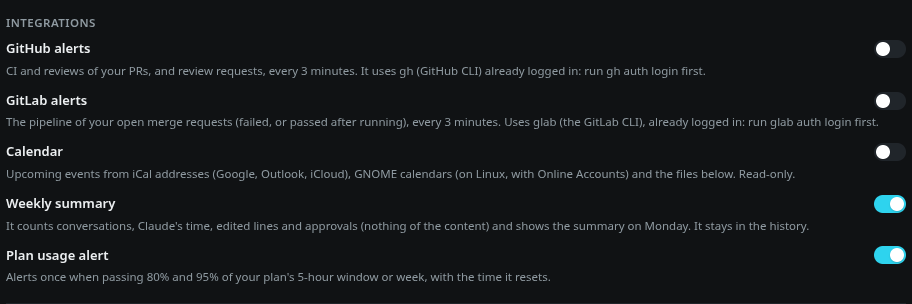 INTEGRATIONS
GitHub alerts
CI and reviews of your PRs, and review requests, every 3 minutes. It uses gh (GitHub CLI) already logged in: run gh auth login first.
GitLab alerts
The pipeline of your open merge requests (failed, or passed after running), every 3 minutes. Uses glab (the GitLab CLI), already logged in: run glab auth login first.
Calendar
Upcoming events from iCal addresses (Google, Outlook, iCloud), GNOME calendars (on Linux, with Online Accounts) and the files below. Read-only.
Weekly summary
It counts conversations, Claude's time, edited lines and approvals (nothing of the content) and shows the summary on Monday. It stays in the history.
Plan usage alert
Alerts once when passing 80% and 95% of your plan's 5-hour window or week, with the time it resets.